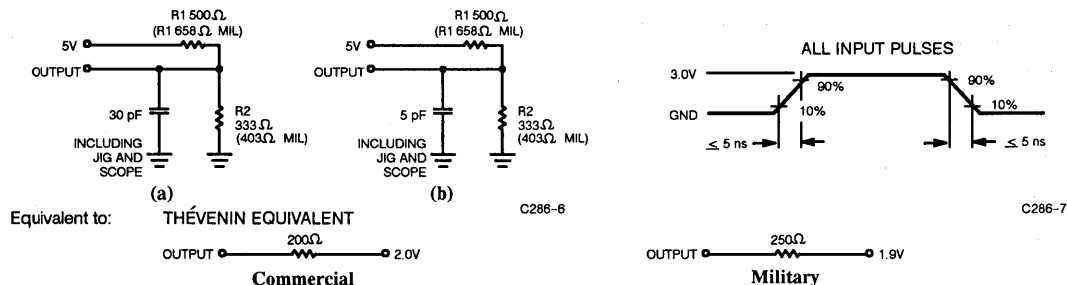 R1 500Ω
(R1 658Ω MIL)
5V
OUTPUT
30 pF
R2
333Ω
(403Ω MIL)
INCLUDING
JIG AND
SCOPE
(a)
R1 500Ω
(R1 658Ω MIL)
5V
OUTPUT
5 pF
R2
333Ω
(403Ω MIL)
INCLUDING
JIG AND
SCOPE
(b)
C286-6
ALL INPUT PULSES
3.0V
90%
90%
GND
10%
10%
≤ 5 ns
≤ 5 ns
C286-7
Equivalent to: THÉVENIN EQUIVALENT
OUTPUT 200Ω 2.0V
Commercial
OUTPUT 250Ω 1.9V
Military